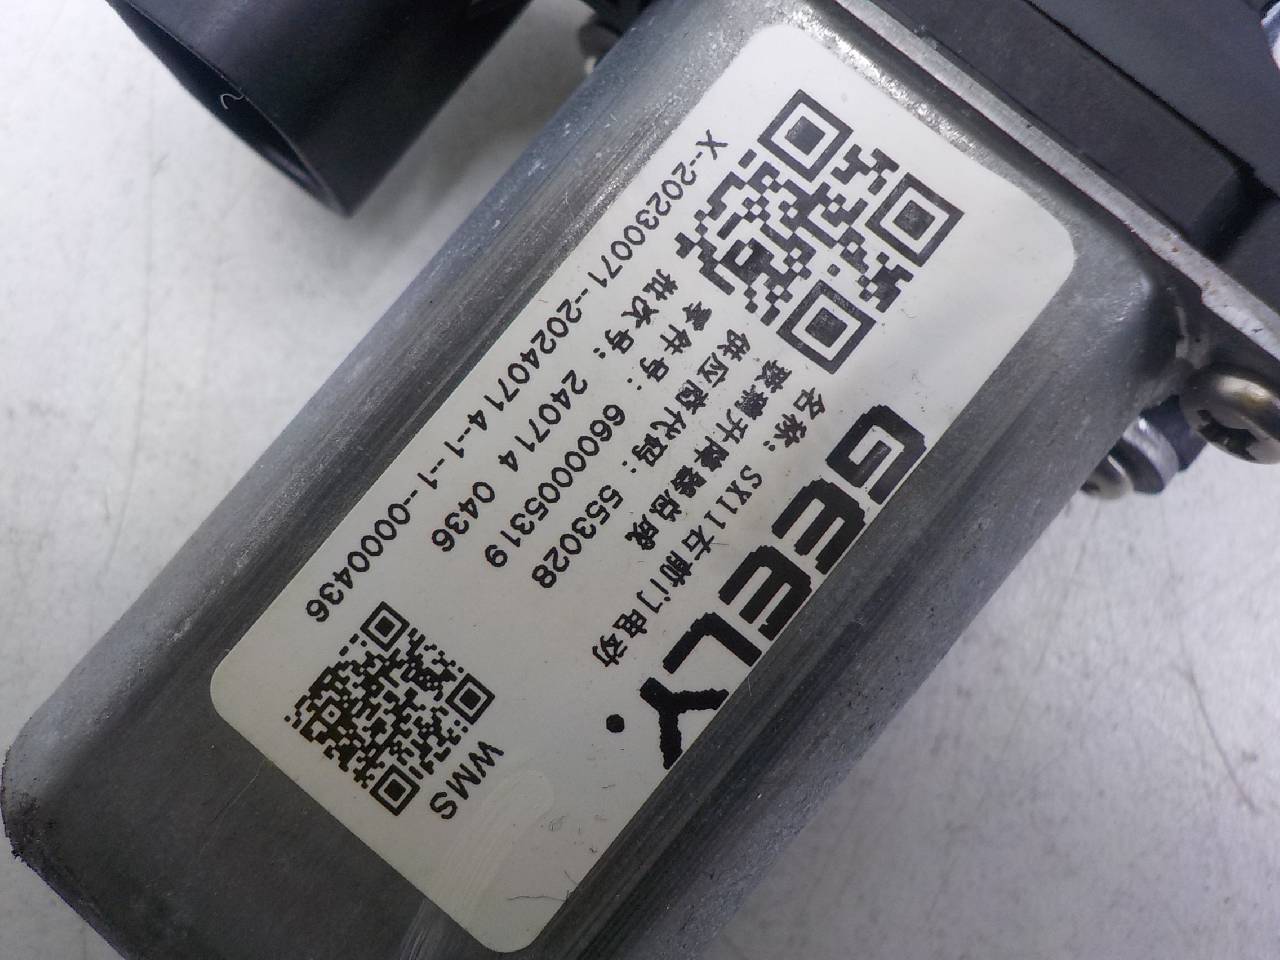 GEELY.
名称: SX11右前门电动
玻璃升降器总成
供应商代码: 553028
零件号: 6600005319
批次号: 240714 0436
X-20230071--20240714--1--1--0000436
WMS